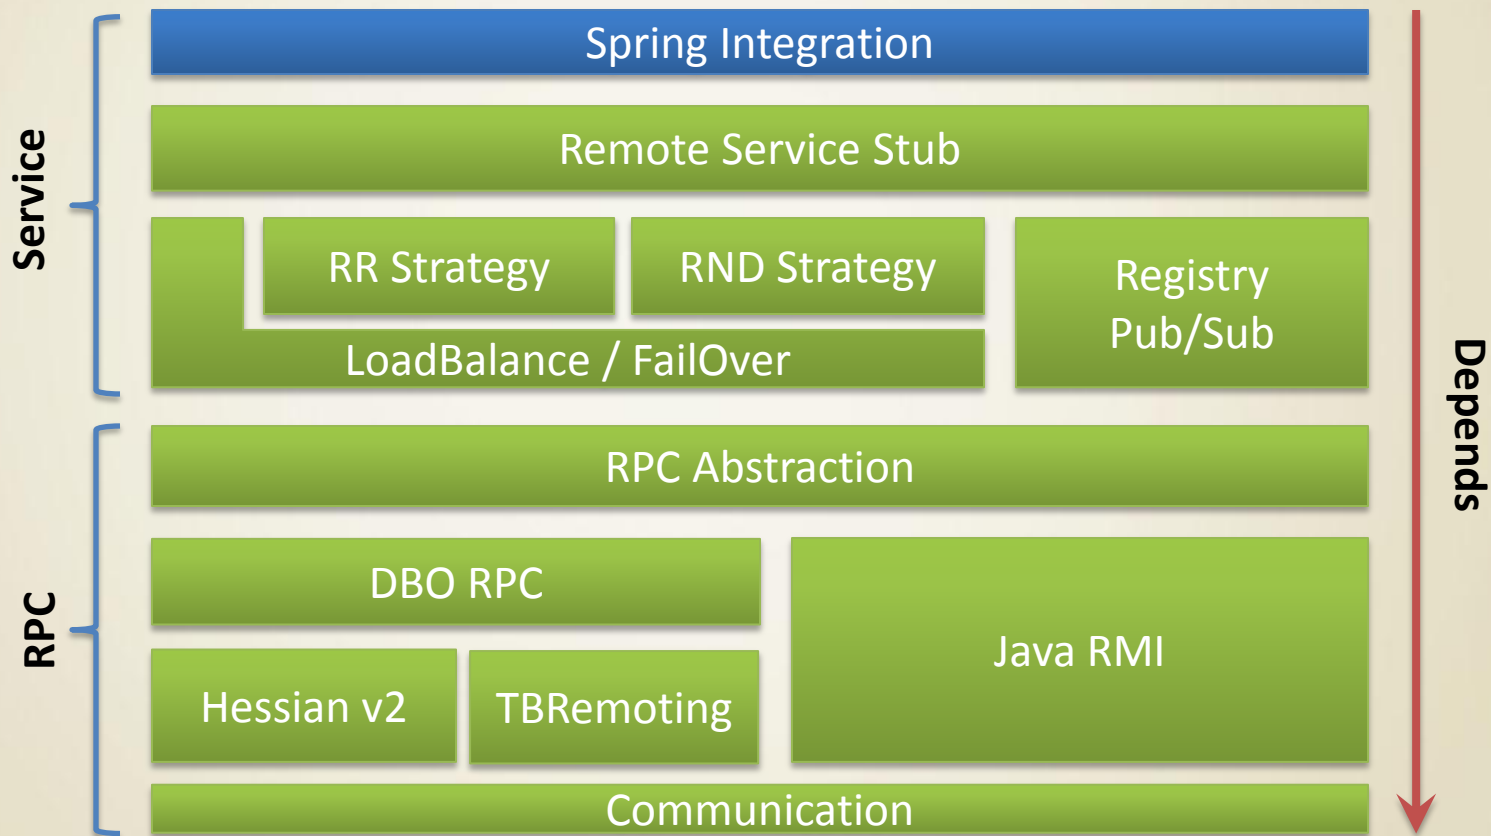 Spring Integration
Service
Remote Service Stub
RR Strategy
RND Strategy
Registry
Pub/Sub
LoadBalance / FailOver
Depends
RPC Abstraction
RPC
DBO RPC
Java RMI
Hessian v2
TBRemoting
Communication